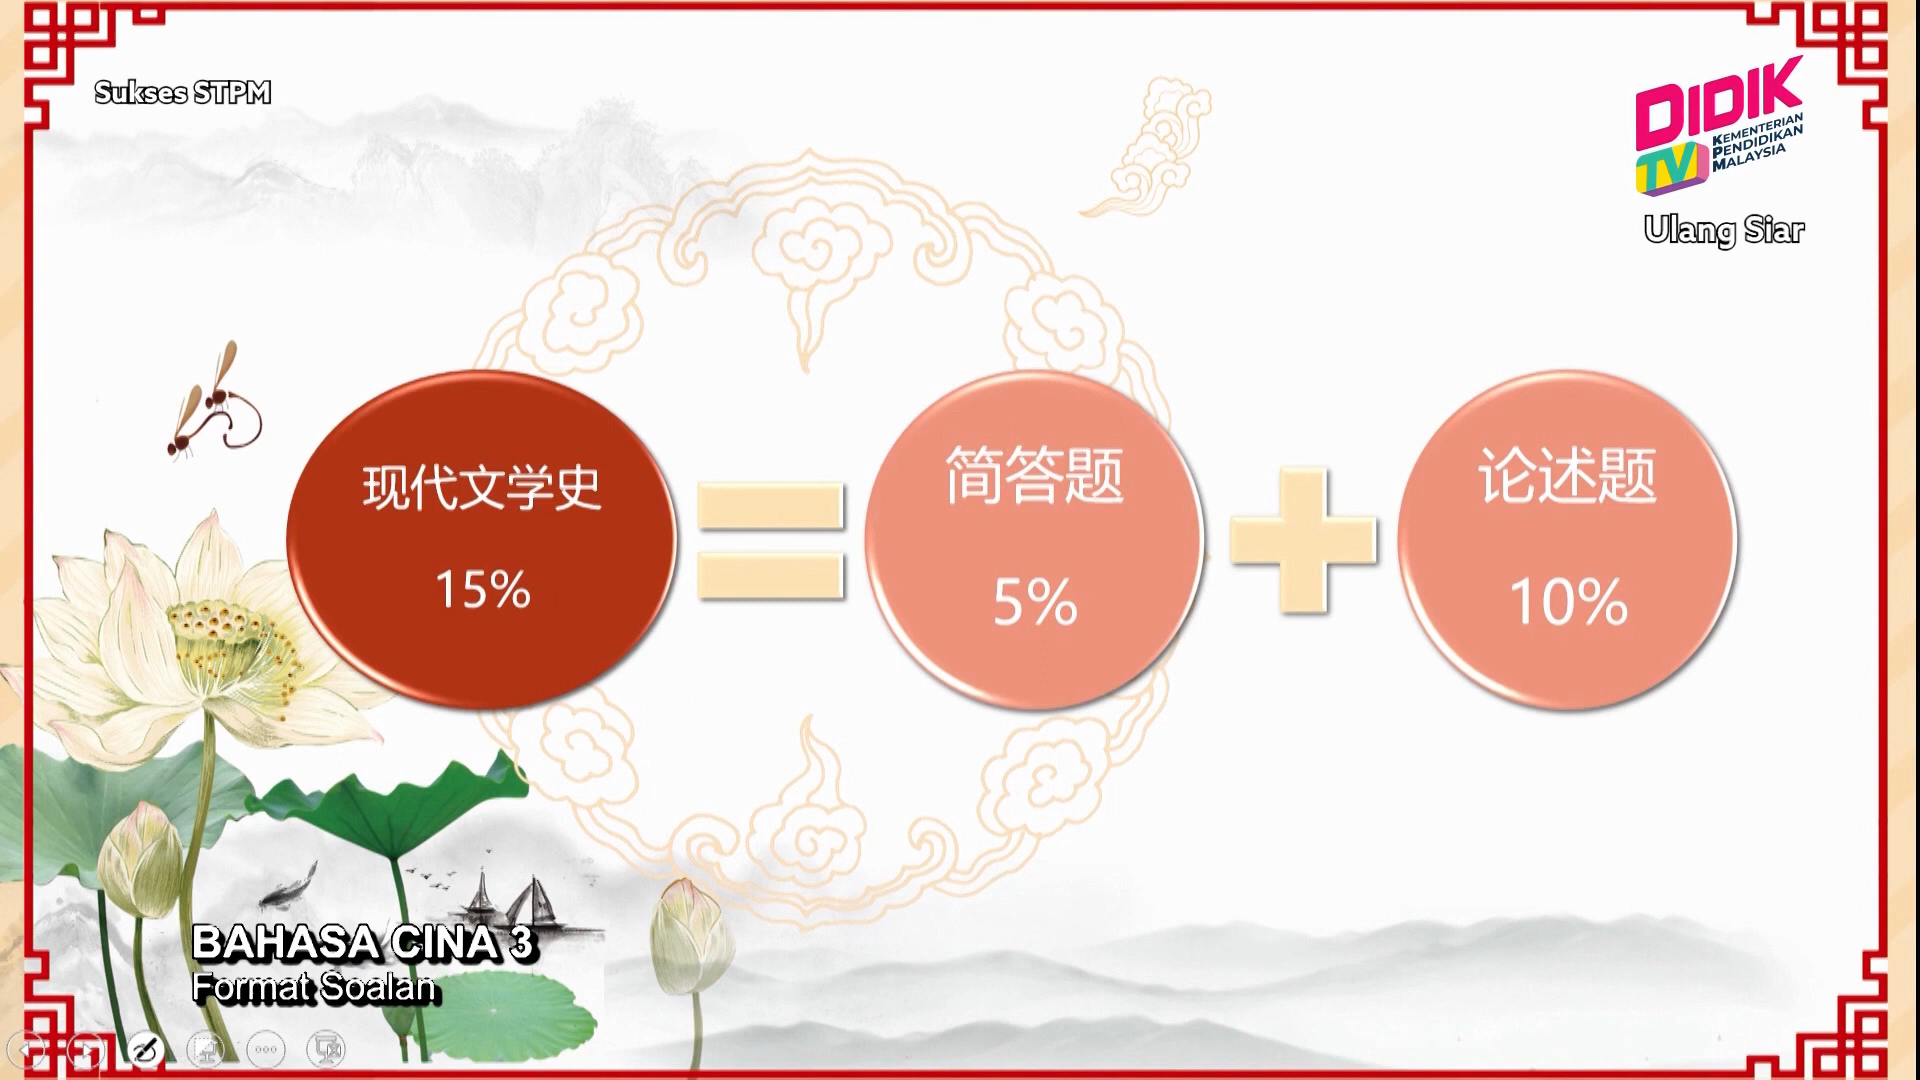 Sukses STPM
DIDIK
TV
KEMENTERIAN
PENDIDIKAN
MALAYSIA
Ulang Siar
现代文学史
15%
简答题
5%
论述题
10%
BAHASA CINA 3
Format Soalan